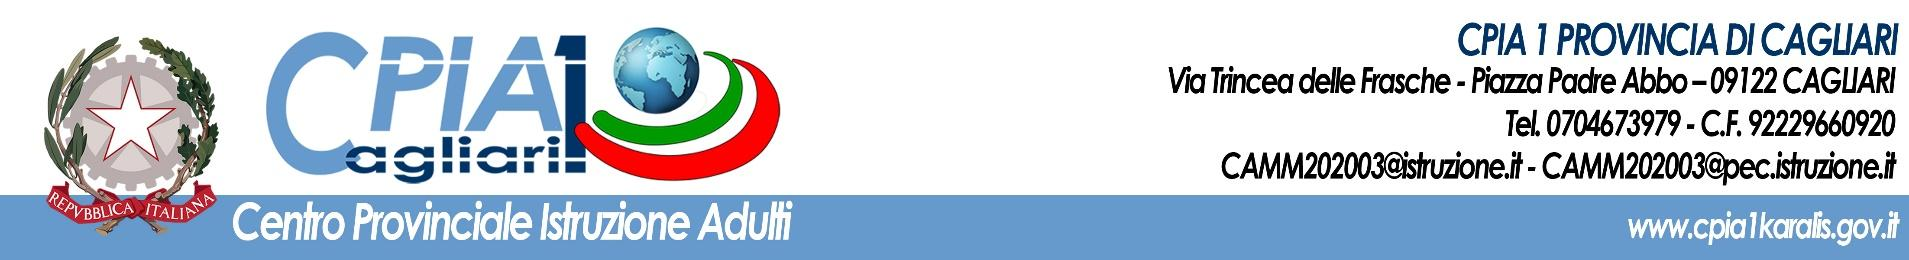 REPVBBLICA ITALIANA
CPIA1
Cagliari
Centro Provinciale Istruzione Adulti
CPIA 1 PROVINCIA DI CAGLIARI
Via Trincea delle Frasche - Piazza Padre Abbo – 09122 CAGLIARI
Tel. 0704673979 - C.F. 92229660920
CAMM202003@istruzione.it - CAMM202003@pec.istruzione.it
www.cpia1karalis.gov.it